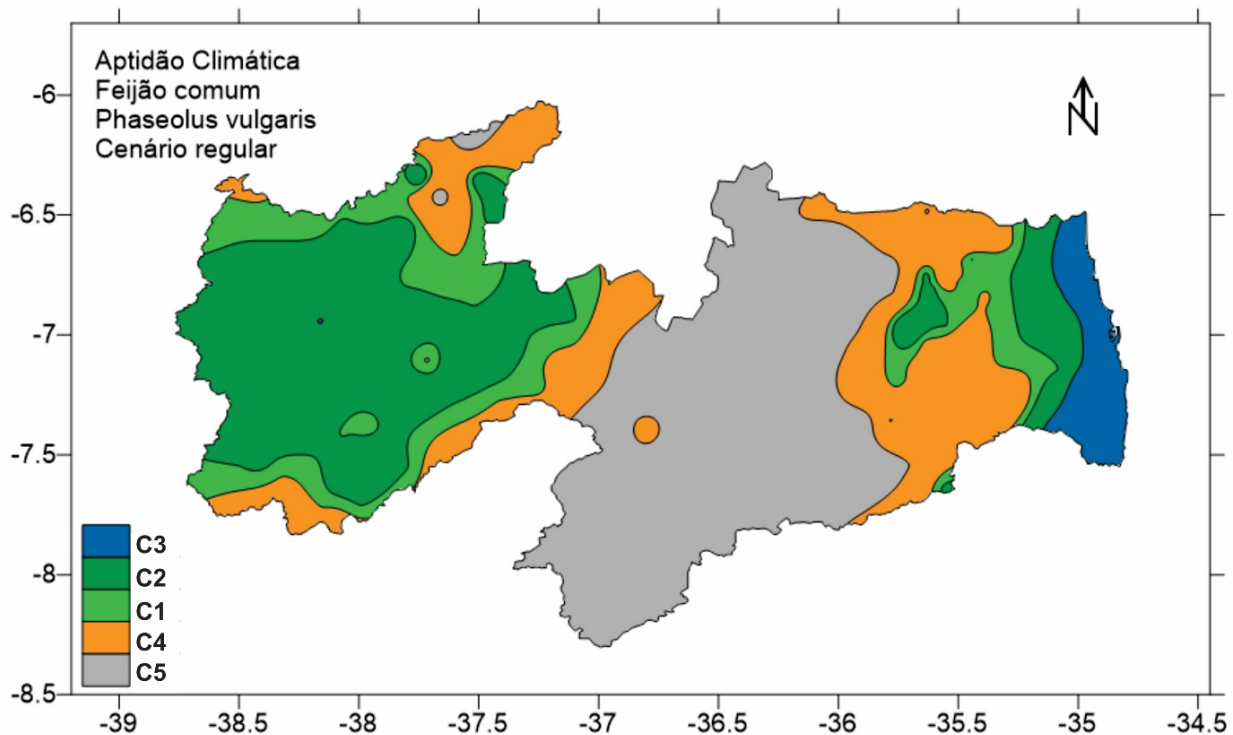 Aptidão Climática
Feijão comum
Phaseolus vulgaris
Cenário regular
N
-6
-6.5
-7
-7.5
-8
-8.5
C3
C2
C1
C4
C5
-39
-38.5
-38
-37.5
-37
-36.5
-36
-35.5
-35
-34.5